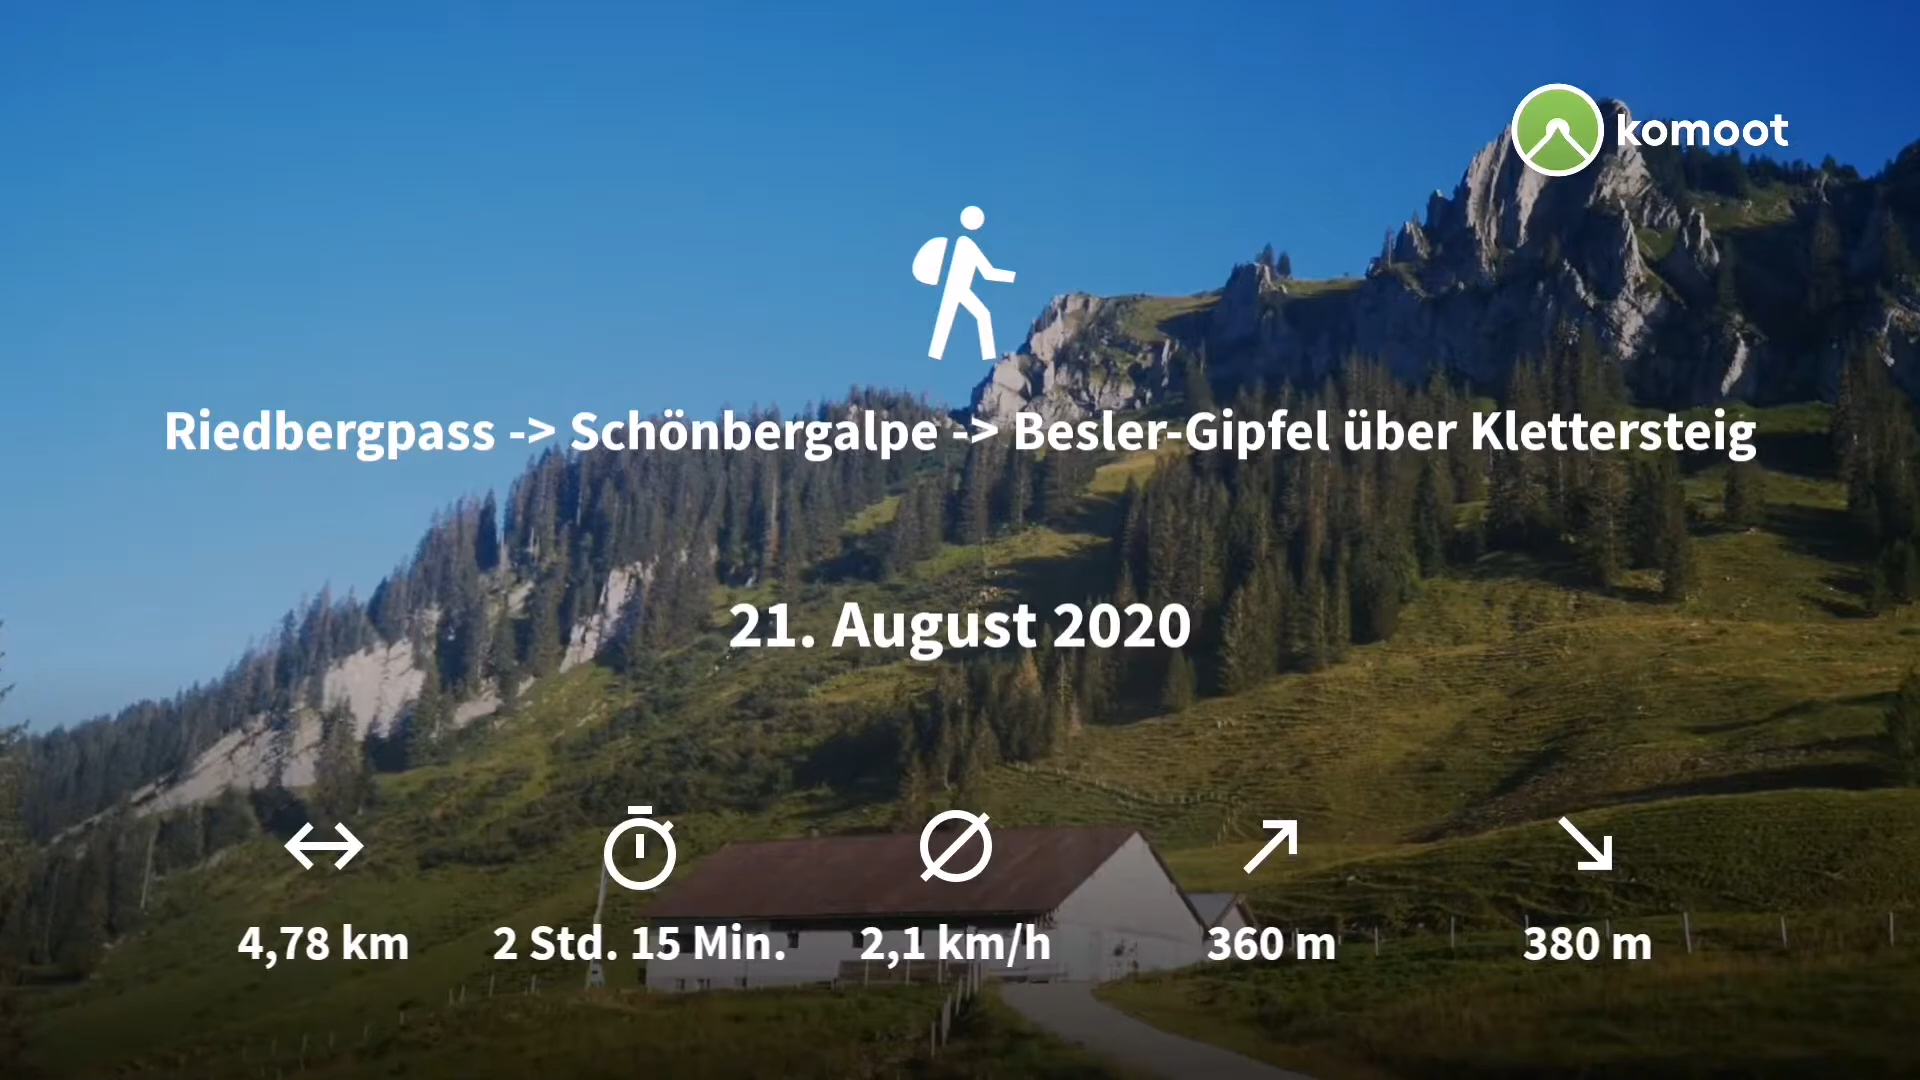 komoot
Riedbergpass -> Schönbergalpe -> Besler-Gipfel über Klettersteig
21. August 2020
4,78 km
2 Std. 15 Min.
2,1 km/h
360 m
380 m